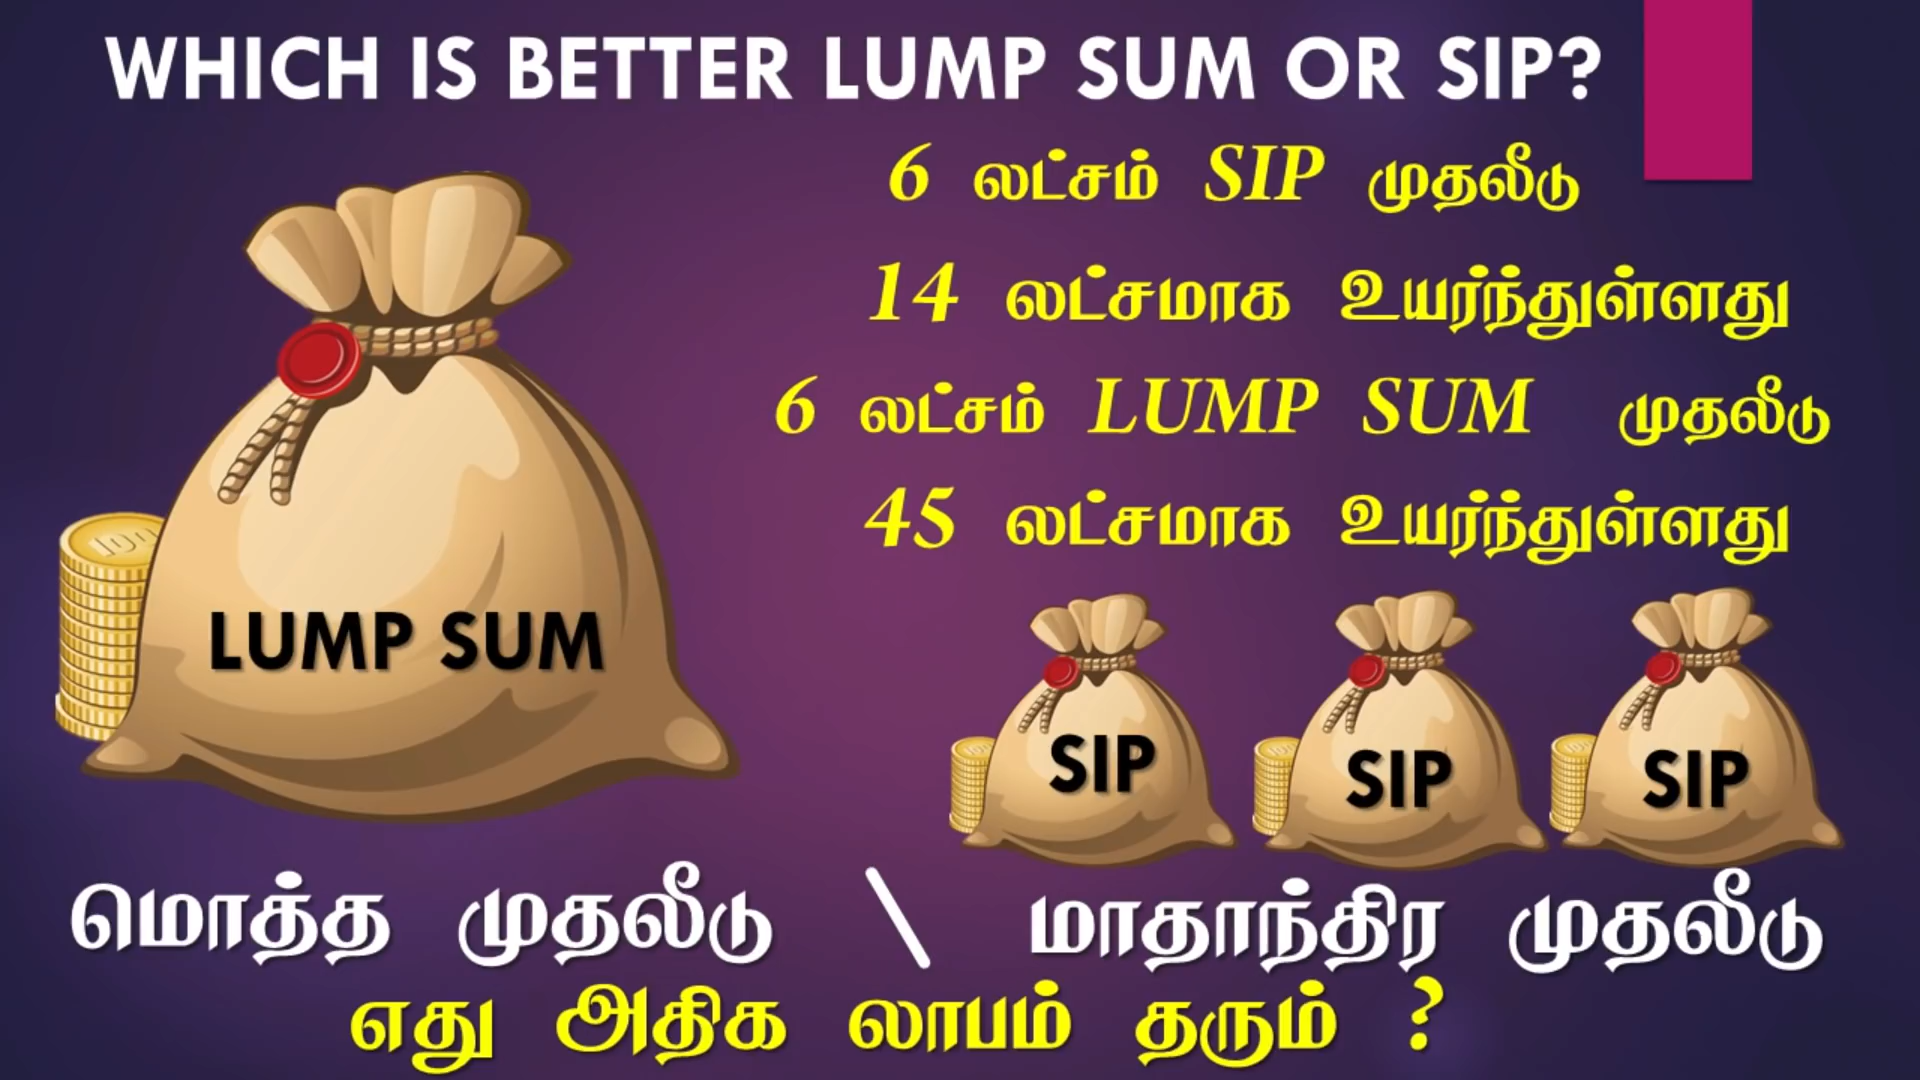 WHICH IS BETTER LUMP SUM OR SIP?
6 லட்சம் SIP முதலீடு
14 லட்சமாக உயர்ந்துள்ளது
6 லட்சம் LUMP SUM முதலீடு
45 லட்சமாக உயர்ந்துள்ளது
LUMP SUM
SIP SIP SIP
மொத்த முதலீடு \ மாதாந்திர முதலீடு
எது அதிக லாபம் தரும் ?